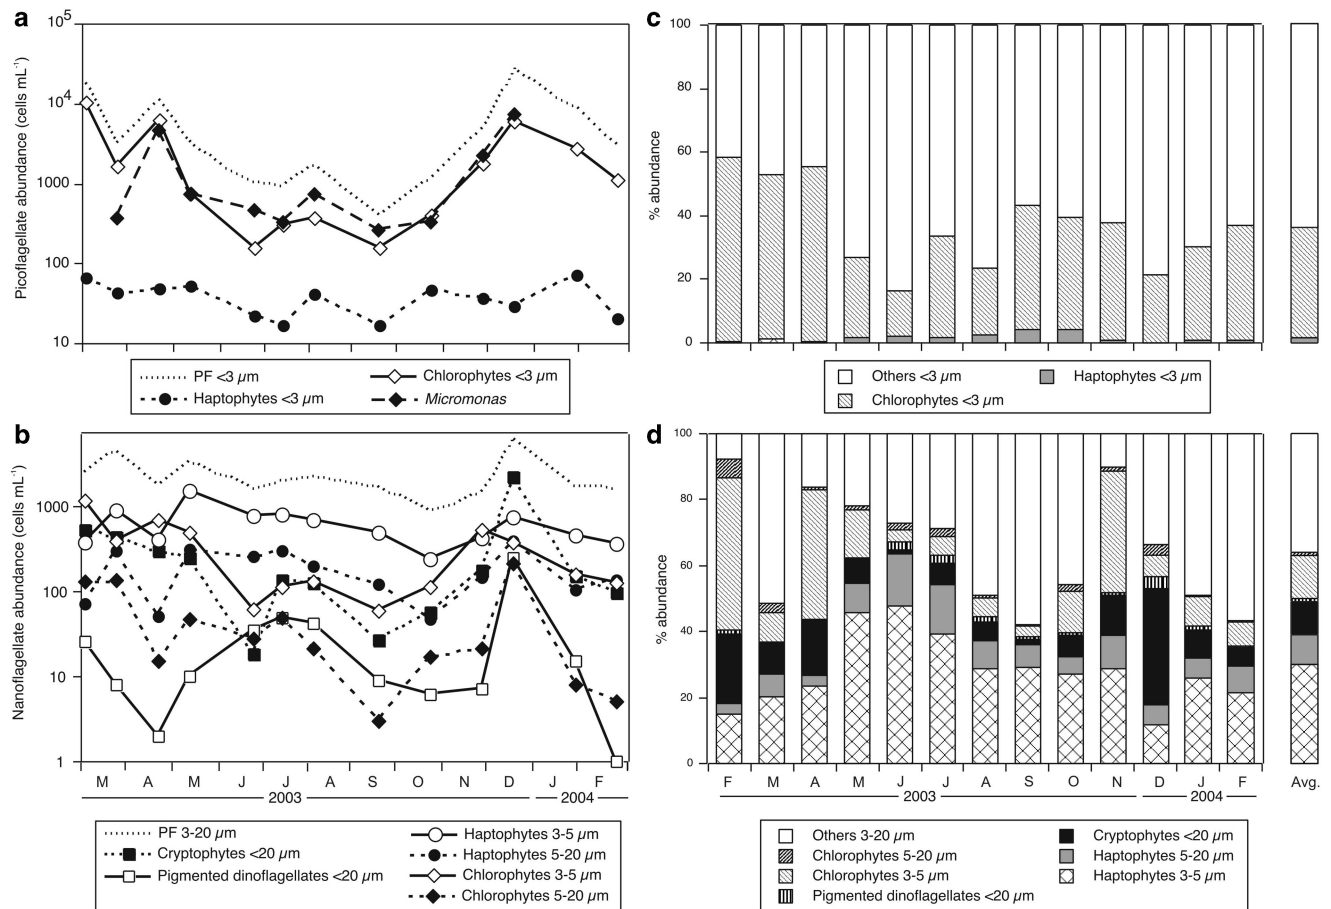 a
Picoflagellate abundance (cells mL⁻¹)
10⁵
10⁴
1000
100
10
PF <3 µm
Chlorophytes <3 µm
Haptophytes <3 µm
Micromonas
b
Nanoflagellate abundance (cells mL⁻¹)
1000
100
10
1
M A M J J A S O N D J F
2003
2004
PF 3-20 µm
Haptophytes 3-5 µm
Cryptophytes <20 µm
Haptophytes 5-20 µm
Pigmented dinoflagellates <20 µm
Chlorophytes 3-5 µm
Chlorophytes 5-20 µm
c
% abundance
100
80
60
40
20
0
Others <3 µm
Haptophytes <3 µm
Chlorophytes <3 µm
d
% abundance
100
80
60
40
20
0
F M A M J J A S O N D J F Avg.
2003
2004
Others 3-20 µm
Cryptophytes <20 µm
Chlorophytes 5-20 µm
Haptophytes 5-20 µm
Chlorophytes 3-5 µm
Haptophytes 3-5 µm
Pigmented dinoflagellates <20 µm